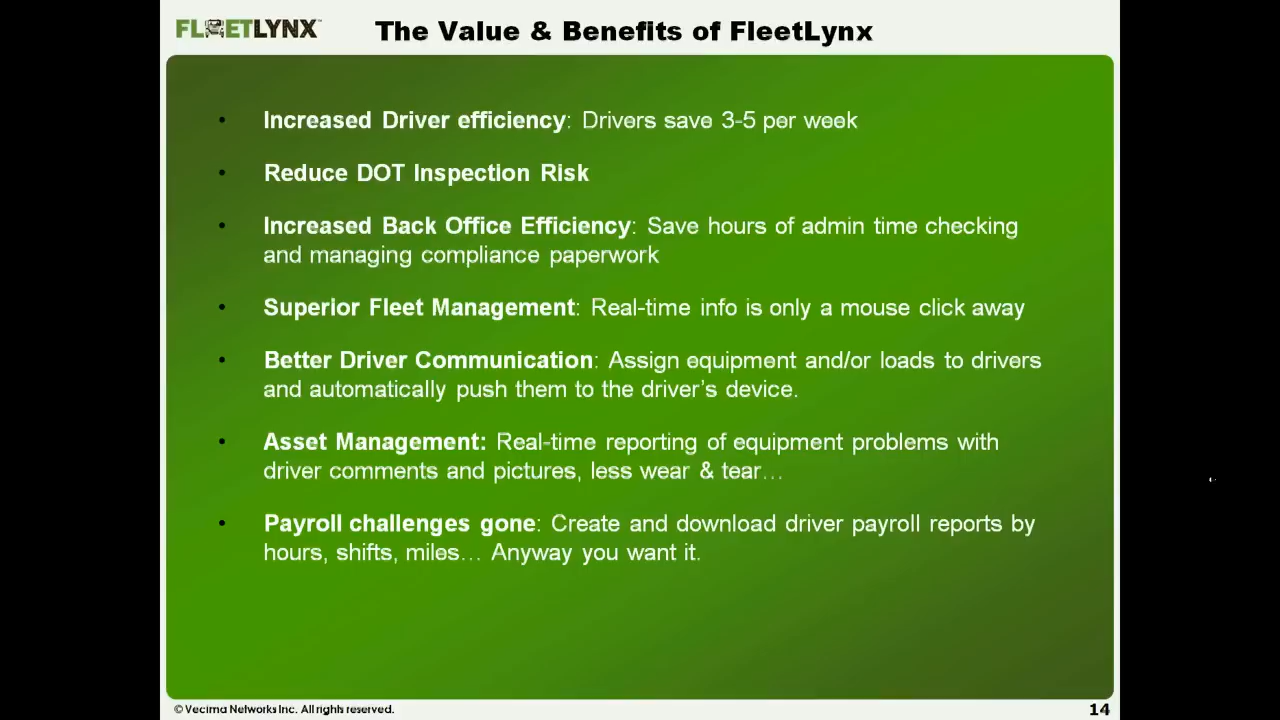 FLEETLYNX™
The Value & Benefits of FleetLynx
• Increased Driver efficiency: Drivers save 3-5 per week
• Reduce DOT Inspection Risk
• Increased Back Office Efficiency: Save hours of admin time checking
and managing compliance paperwork
• Superior Fleet Management: Real-time info is only a mouse click away
• Better Driver Communication: Assign equipment and/or loads to drivers
and automatically push them to the driver's device.
• Asset Management: Real-time reporting of equipment problems with
driver comments and pictures, less wear & tear…
• Payroll challenges gone: Create and download driver payroll reports by
hours, shifts, miles… Anyway you want it.
© Vecima Networks Inc. All rights reserved.
14